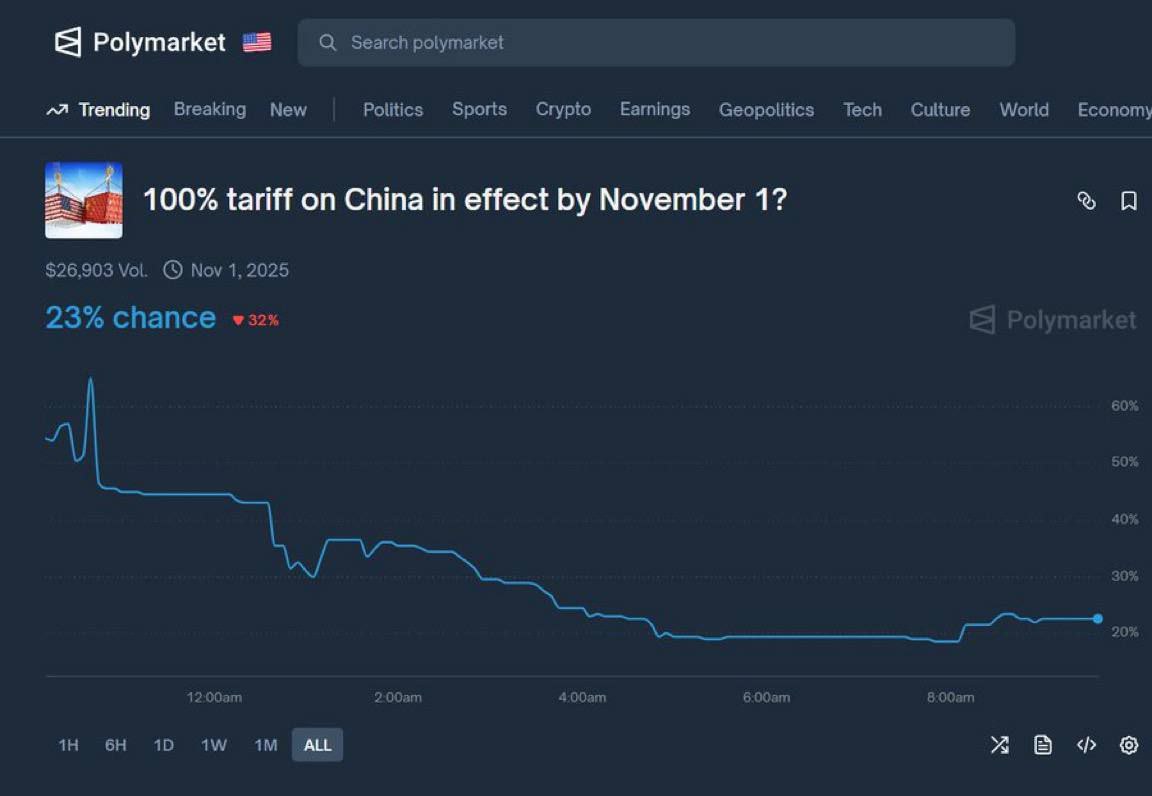 Polymarket Search polymarket
Trending Breaking New Politics Sports Crypto Earnings Geopolitics Tech Culture World Economy
100% tariff on China in effect by November 1?
$26,903 Vol. Nov 1, 2025
23% chance ▼ 32% Polymarket
60%
50%
40%
30%
20%
12:00am 2:00am 4:00am 6:00am 8:00am
1H 6H 1D 1W 1M ALL